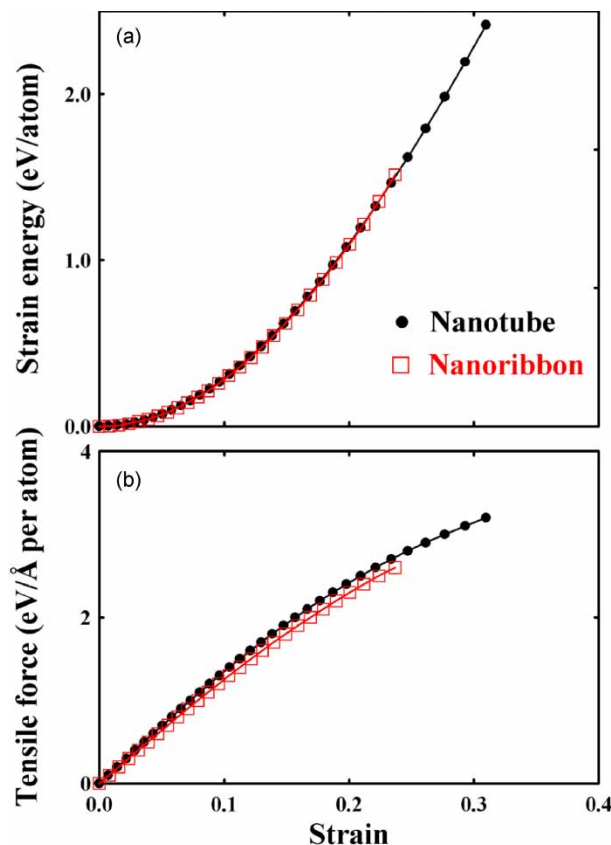 (a)
Strain energy (eV/atom)
2.0
1.0
0.0
Nanotube
Nanoribbon
(b)
Tensile force (eV/Å per atom)
4
2
0
0.0 0.1 0.2 0.3 0.4
Strain